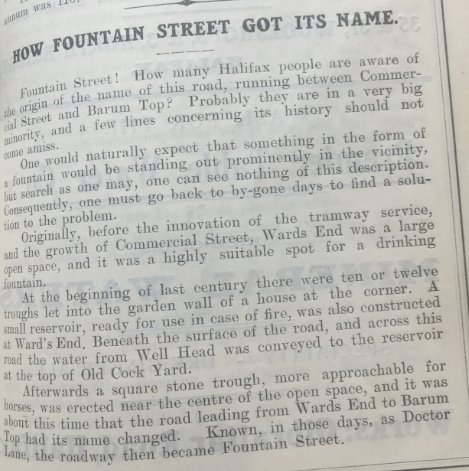 annum was
HOW FOUNTAIN STREET GOT ITS NAME.
Fountain Street! How many Halifax people are aware of
the origin of the name of this road, running between Commer-
cial Street and Barum Top? Probably they are in a very big
minority, and a few lines concerning its history should not
come amiss.
One would naturally expect that something in the form of
a fountain would be standing out prominently in the vicinity,
but search as one may, one can see nothing of this description.
Consequently, one must go back to by-gone days to find a solu-
tion to the problem.
Originally, before the innovation of the tramway service,
and the growth of Commercial Street, Wards End was a large
open space, and it was a highly suitable spot for a drinking
fountain.
At the beginning of last century there were ten or twelve
troughs let into the garden wall of a house at the corner. A
small reservoir, ready for use in case of fire, was also constructed
at Ward's End. Beneath the surface of the road, and across this
road the water from Well Head was conveyed to the reservoir
at the top of Old Cock Yard.
Afterwards a square stone trough, more approachable for
horses, was erected near the centre of the open space, and it was
about this time that the road leading from Wards End to Barum
Top had its name changed. Known, in those days, as Doctor
Lane, the roadway then became Fountain Street.